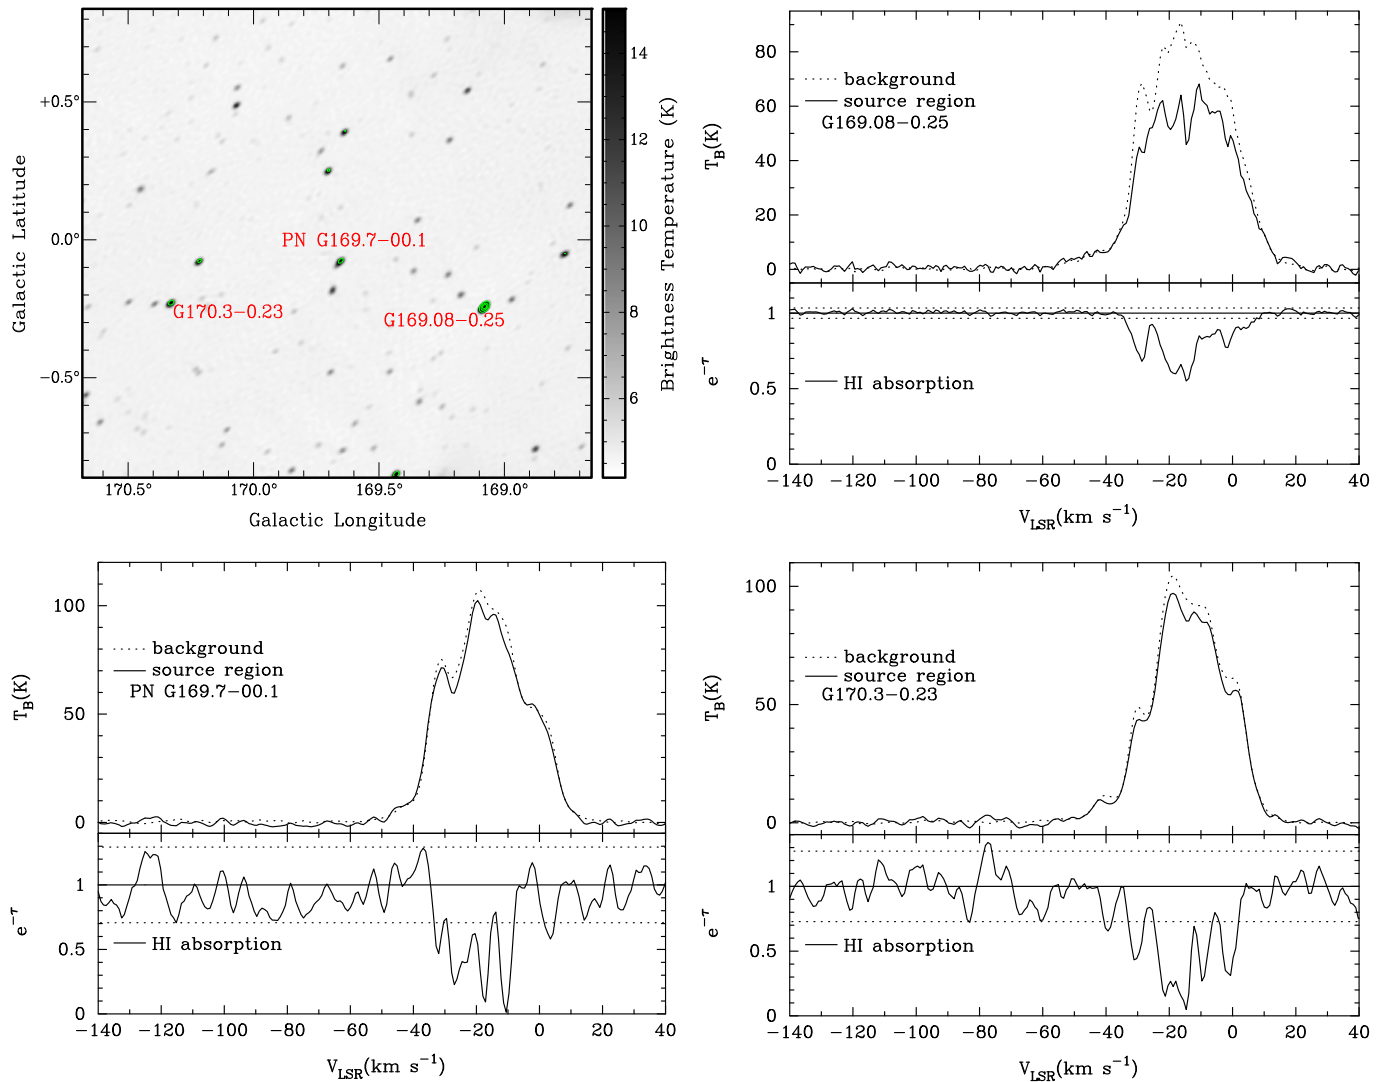 +0.5°
0.0°
−0.5°
Galactic Latitude
PN G169.7−00.1
G170.3−0.23
G169.08−0.25
170.5° 170.0° 169.5° 169.0°
Galactic Longitude
14
12
10
8
6
Brightness Temperature (K)
80
60
40
20
0
T_B(K)
background
source region
G169.08−0.25
1
0.5
0
e^−τ
HI absorption
−140 −120 −100 −80 −60 −40 −20 0 20 40
V_LSR(km s^−1)
100
50
0
T_B(K)
background
source region
PN G169.7−00.1
1
0.5
0
e^−τ
HI absorption
−140 −120 −100 −80 −60 −40 −20 0 20 40
V_LSR(km s^−1)
100
50
0
T_B(K)
background
source region
G170.3−0.23
1
0.5
0
e^−τ
HI absorption
−140 −120 −100 −80 −60 −40 −20 0 20 40
V_LSR(km s^−1)